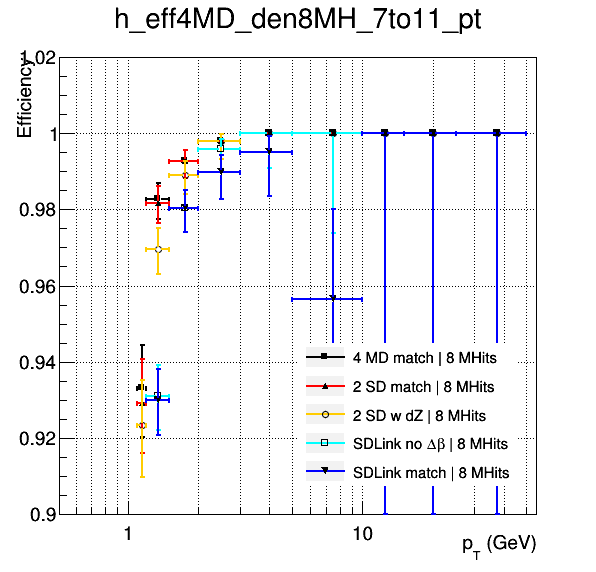 h_eff4MD_den8MH_7to11_pt
Efficiency
1.02
1
0.98
0.96
0.94
0.92
0.9
4 MD match | 8 MHits
2 SD match | 8 MHits
2 SD w dZ | 8 MHits
SDLink no Δβ | 8 MHits
SDLink match | 8 MHits
1
10
p_T (GeV)